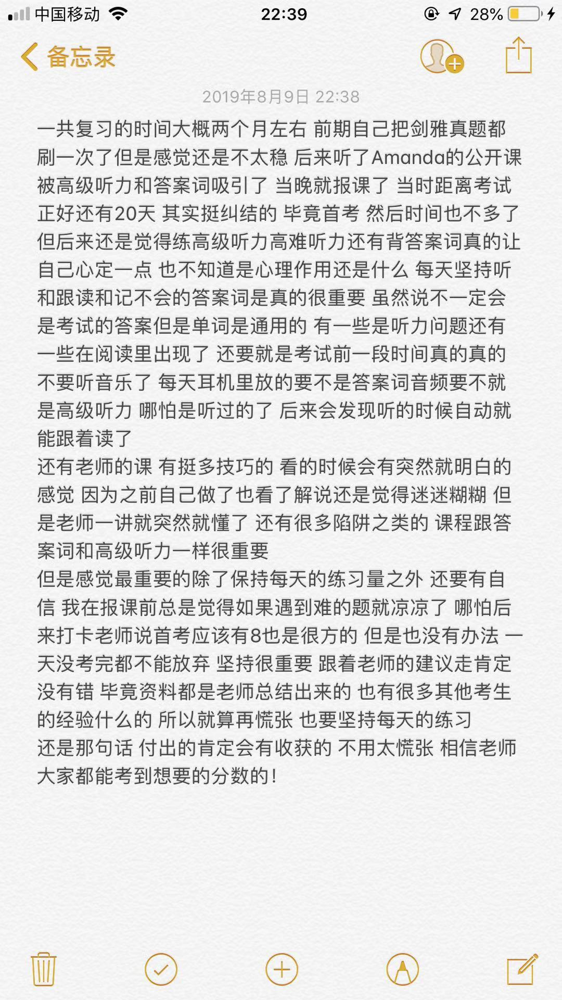 中国移动 22:39 28%
备忘录
2019年8月9日 22:38
一共复习的时间大概两个月左右 前期自己把剑雅真题都
刷一次了但是感觉还是不太稳 后来听了Amanda的公开课
被高级听力和答案词吸引了 当晚就报课了 当时距离考试
正好还有20天 其实挺纠结的 毕竟首考 然后时间也不多了
但后来还是觉得练高级听力高难听力还有背答案词真的让
自己心定一点 也不知道是心理作用还是什么 每天坚持听
和跟读和记不会的答案词是真的很重要 虽然说不一定会
是考试的答案但是单词是通用的 有一些是听力问题还有
一些在阅读里出现了 还要就是考试前一段时间真的真的
不要听音乐了 每天耳机里放的要不是答案词音频要不就
是高级听力 哪怕是听过的了 后来会发现听的时候自动就
能跟着读了
还有老师的课 有挺多技巧的 看的时候会有突然就明白的
感觉 因为之前自己做了也看了解说还是觉得迷迷糊糊 但
是老师一讲就突然就懂了 还有很多陷阱之类的 课程跟答
案词和高级听力一样很重要
但是感觉最重要的除了保持每天的练习量之外 还要有自
信 我在报课前总是觉得如果遇到难的题就凉凉了 哪怕后
来打卡老师说首考应该有8也是很方的 但是也没有办法 一
天没考完都不能放弃 坚持很重要 跟着老师的建议走肯定
没有错 毕竟资料都是老师总结出来的 也有很多其他考生
的经验什么的 所以就算再慌张 也要坚持每天的练习
还是那句话 付出的肯定会有收获的 不用太慌张 相信老师
大家都能考到想要的分数的！